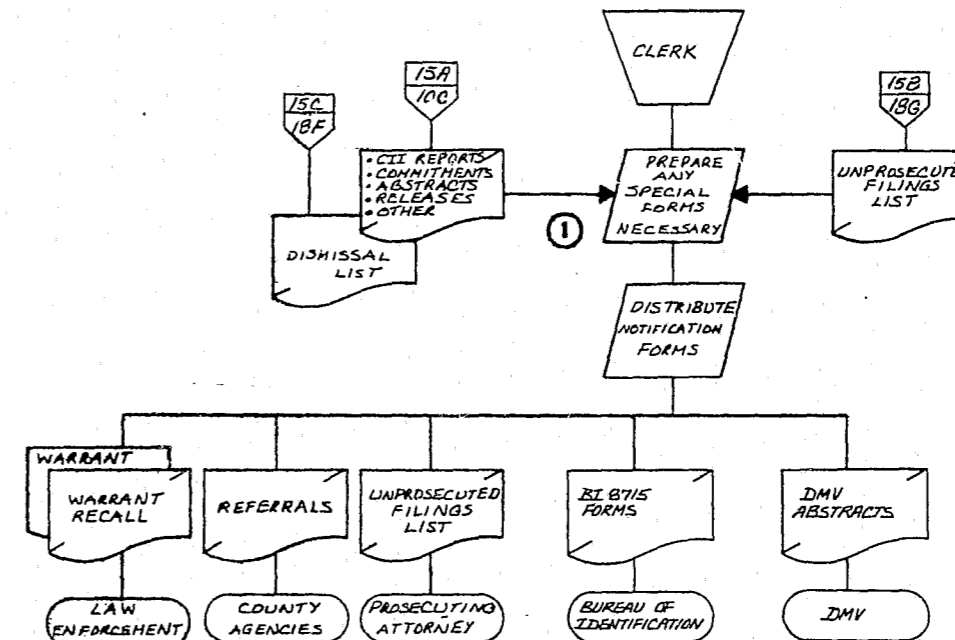 CLERK
15A
10C
15C
18F
15B
18G
• CII REPORTS
• COMMITMENTS
• ABSTRACTS
• RELEASES
• OTHER
DISMISSAL
LIST
1
PREPARE
ANY
SPECIAL
FORMS
NECESSARY
UNPROSECUTE
FILINGS
LIST
DISTRIBUTE
NOTIFICATION
FORMS
WARRANT
WARRANT
RECALL
REFERRALS
UNPROSECUTED
FILINGS
LIST
BI 8715
FORMS
DMV
ABSTRACTS
LAW
ENFORCEMENT
COUNTY
AGENCIES
PROSECUTING
ATTORNEY
BUREAU OF
IDENTIFICATION
DMV